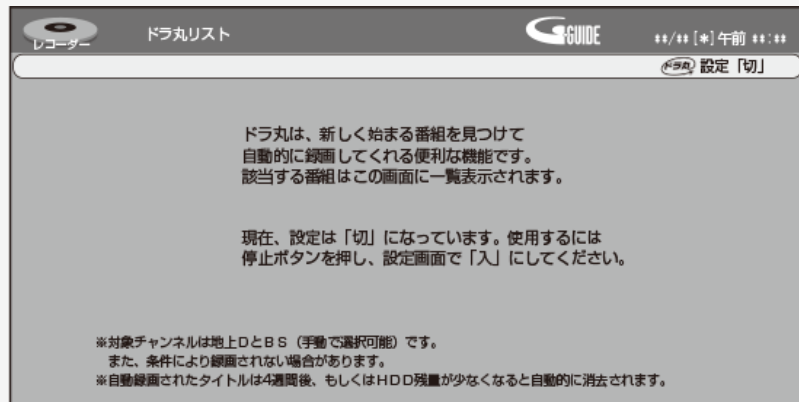 レコーダー ドラ丸リスト G-GUIDE ‡‡/‡‡ [*] 午前 ‡‡:‡‡
ドラ丸 設定「切」
ドラ丸は、新しく始まる番組を見つけて
自動的に録画してくれる便利な機能です。
該当する番組はこの画面に一覧表示されます。
現在、設定は「切」になっています。使用するには
停止ボタンを押し、設定画面で「入」にしてください。
※対象チャンネルは地上DとBS（手動で選択可能）です。
また、条件により録画されない場合があります。
※自動録画されたタイトルは4週間後、もしくはHDD残量が少なくなると自動的に消去されます。